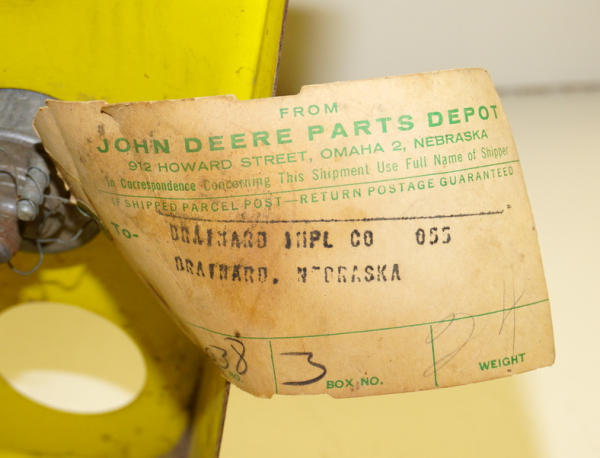 FROM
JOHN DEERE PARTS DEPOT
912 HOWARD STREET, OMAHA 2, NEBRASKA
In Correspondence Concerning This Shipment Use Full Name of Shipper
IF SHIPPED PARCEL POST—RETURN POSTAGE GUARANTEED
TO- BRAINARD IMPL CO 055
BRAINARD, NEBRASKA
38 3 24
BOX NO. WEIGHT